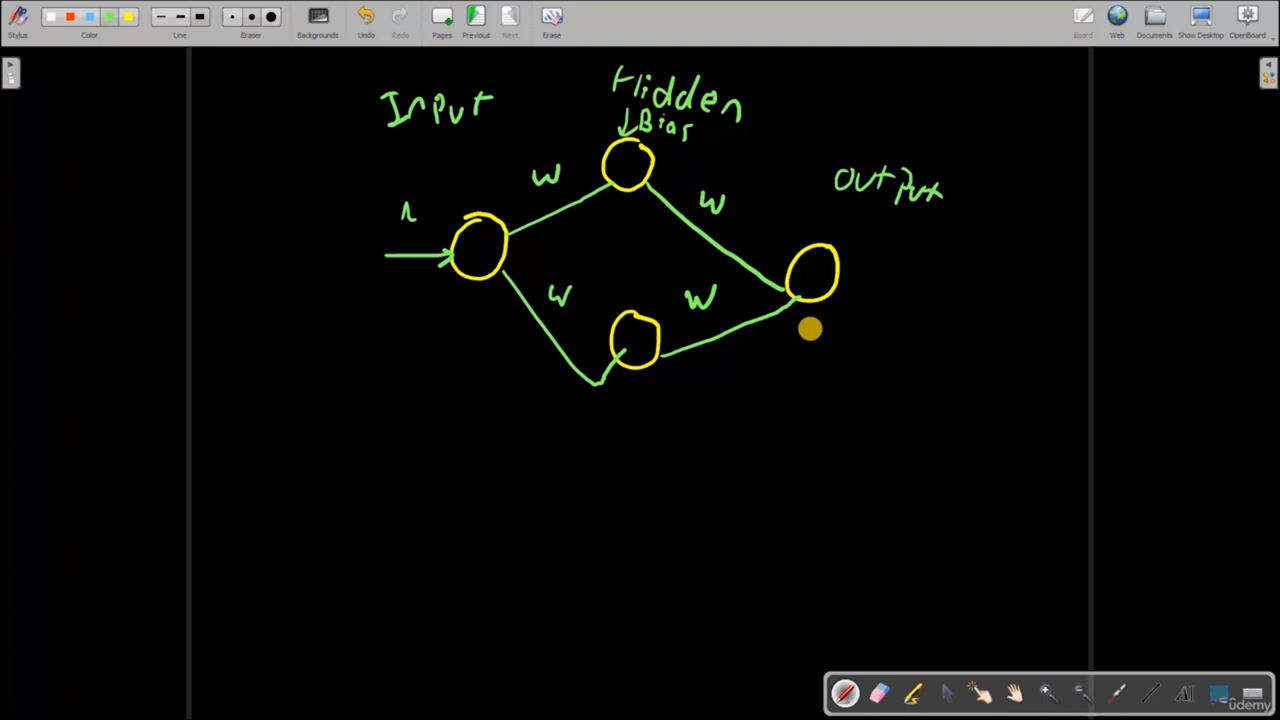 Stylus
Color
Line
Eraser
Backgrounds
Undo
Redo
Pages
Previous
Next
Erase
Board
Web
Documents
Show Desktop
OpenBoard
Input
Hidden
Bias
Output
W
W
W
W
udemy